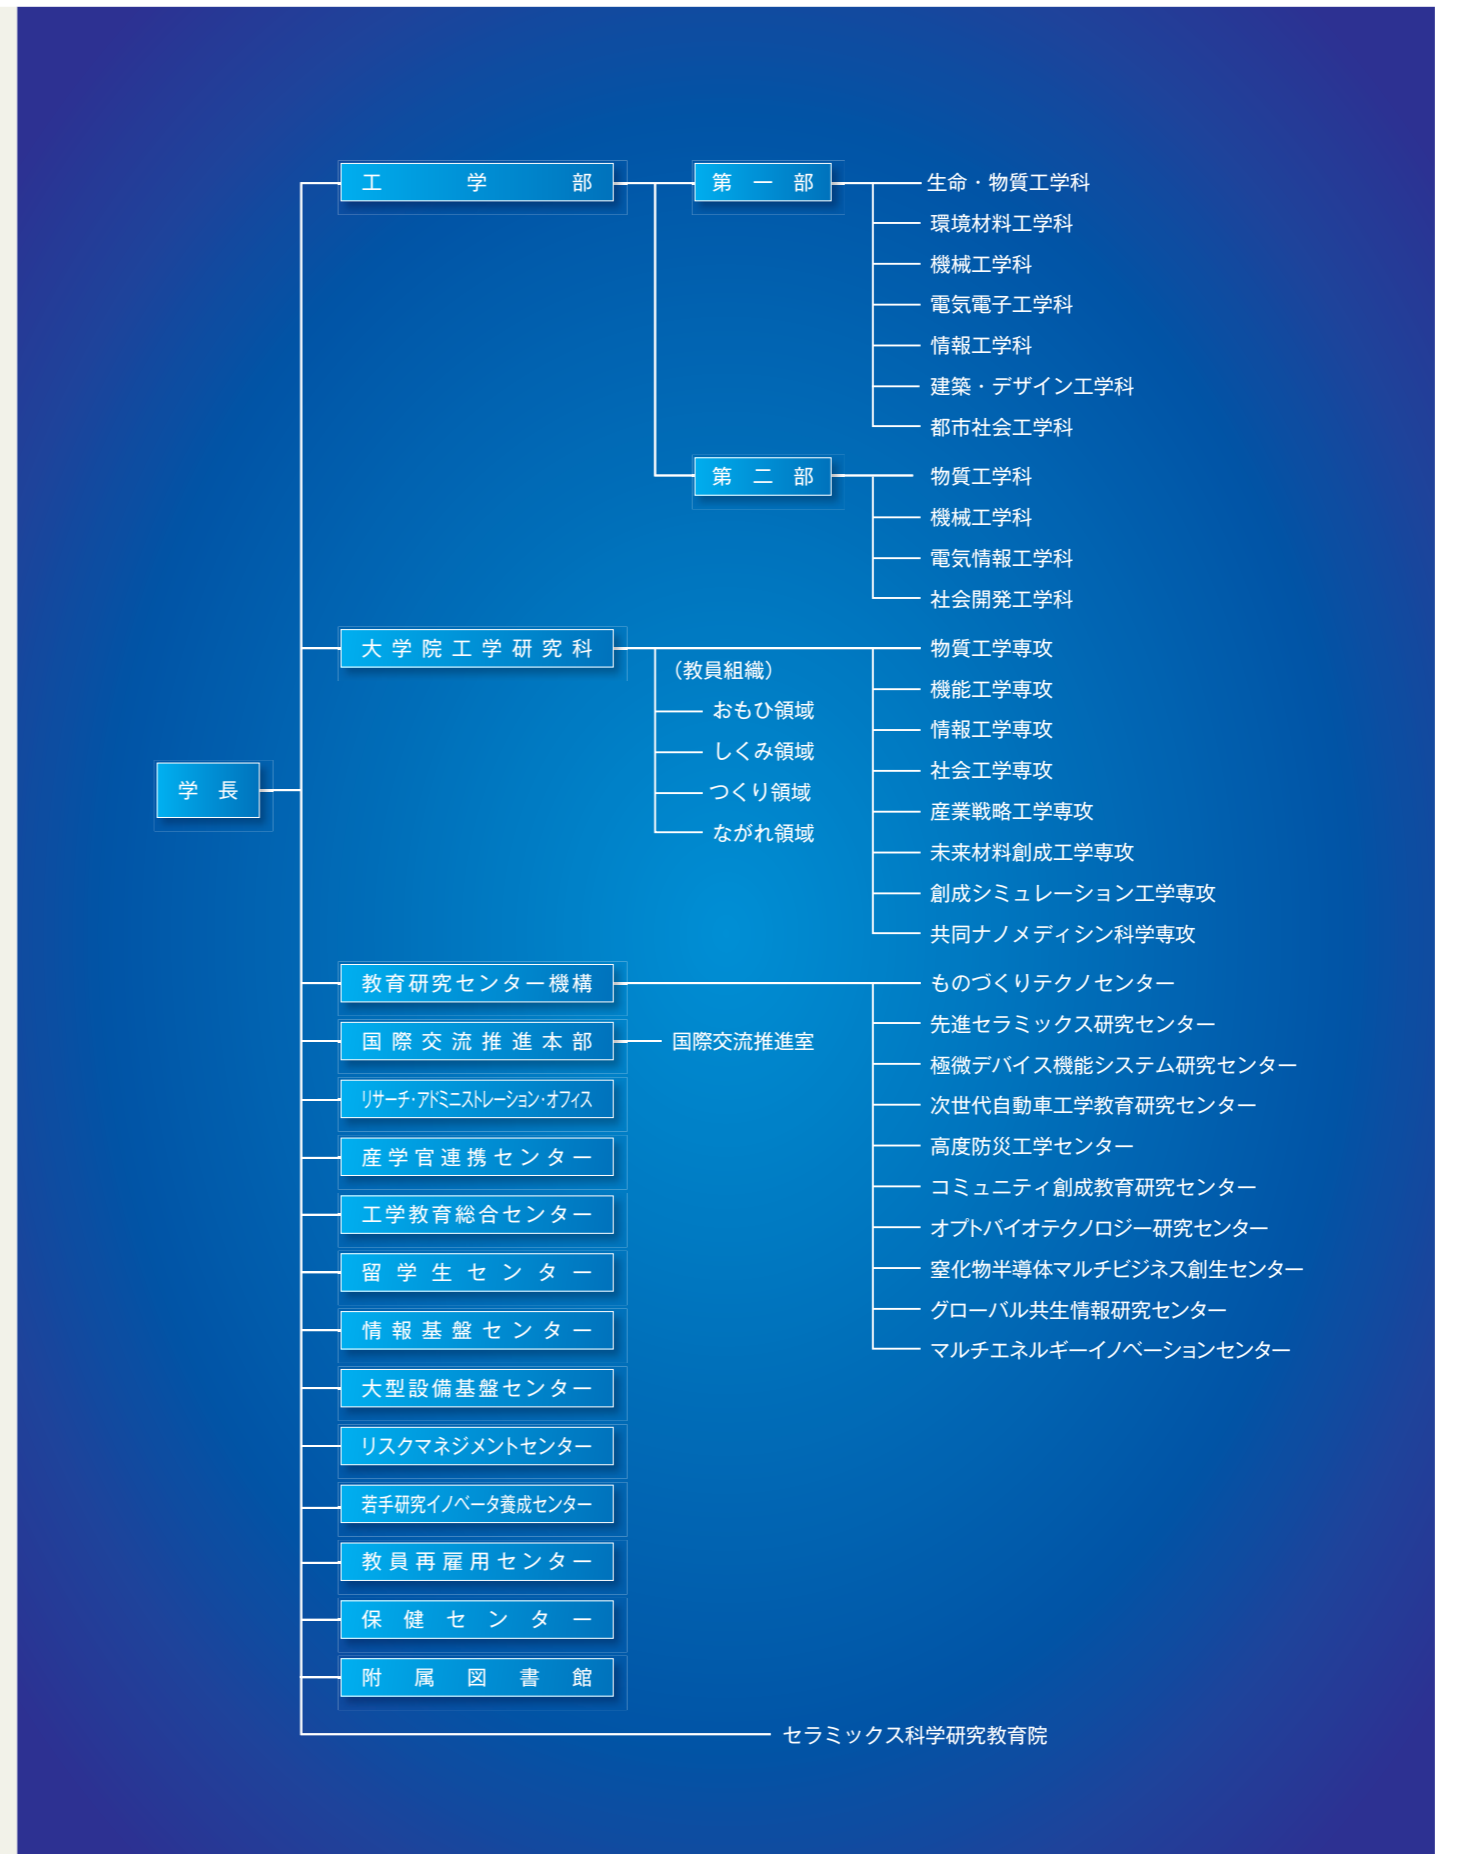 学長
工学部
第一部
生命・物質工学科
環境材料工学科
機械工学科
電気電子工学科
情報工学科
建築・デザイン工学科
都市社会工学科
第二部
物質工学科
機械工学科
電気情報工学科
社会開発工学科
大学院工学研究科
（教員組織）
おもひ領域
しくみ領域
つくり領域
ながれ領域
物質工学専攻
機能工学専攻
情報工学専攻
社会工学専攻
産業戦略工学専攻
未来材料創成工学専攻
創成シミュレーション工学専攻
共同ナノメディシン科学専攻
教育研究センター機構
ものづくりテクノセンター
先進セラミックス研究センター
極微デバイス機能システム研究センター
次世代自動車工学教育研究センター
高度防災工学センター
コミュニティ創成教育研究センター
オプトバイオテクノロジー研究センター
窒化物半導体マルチビジネス創生センター
グローバル共生情報研究センター
マルチエネルギーイノベーションセンター
国際交流推進本部
国際交流推進室
リサーチ・アドミニストレーション・オフィス
産学官連携センター
工学教育総合センター
留学生センター
情報基盤センター
大型設備基盤センター
リスクマネジメントセンター
若手研究イノベータ養成センター
教員再雇用センター
保健センター
附属図書館
セラミックス科学研究教育院